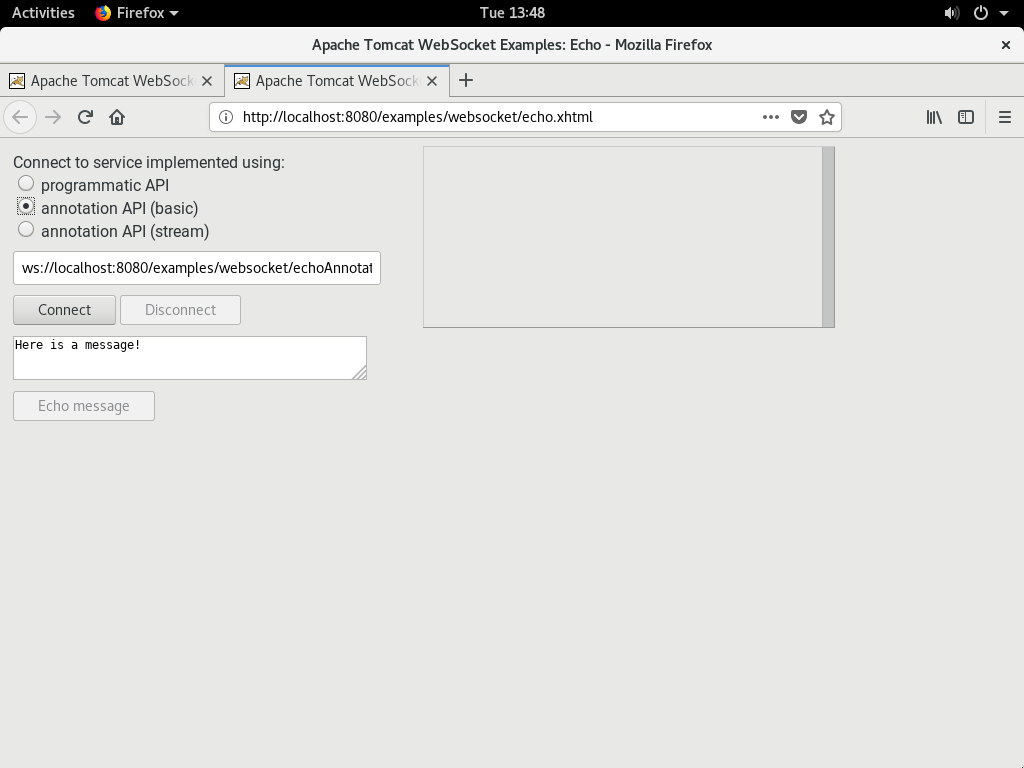 Activities Firefox Tue 13:48
Apache Tomcat WebSocket Examples: Echo - Mozilla Firefox
Apache Tomcat WebSock Apache Tomcat WebSock
http://localhost:8080/examples/websocket/echo.xhtml
Connect to service implemented using:
programmatic API
annotation API (basic)
annotation API (stream)
ws://localhost:8080/examples/websocket/echoAnnotat
Connect Disconnect
Here is a message!
Echo message